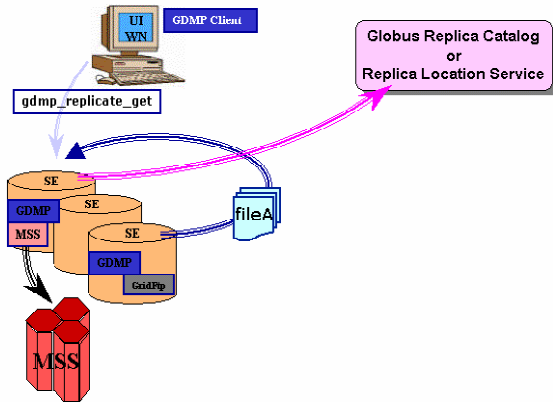 UI
WN
GDMP Client
Globus Replica Catalog
or
Replica Location Service
gdmp_replicate_get
SE
GDMP
MSS
SE
SE
GDMP
GridFtp
fileA
MSS